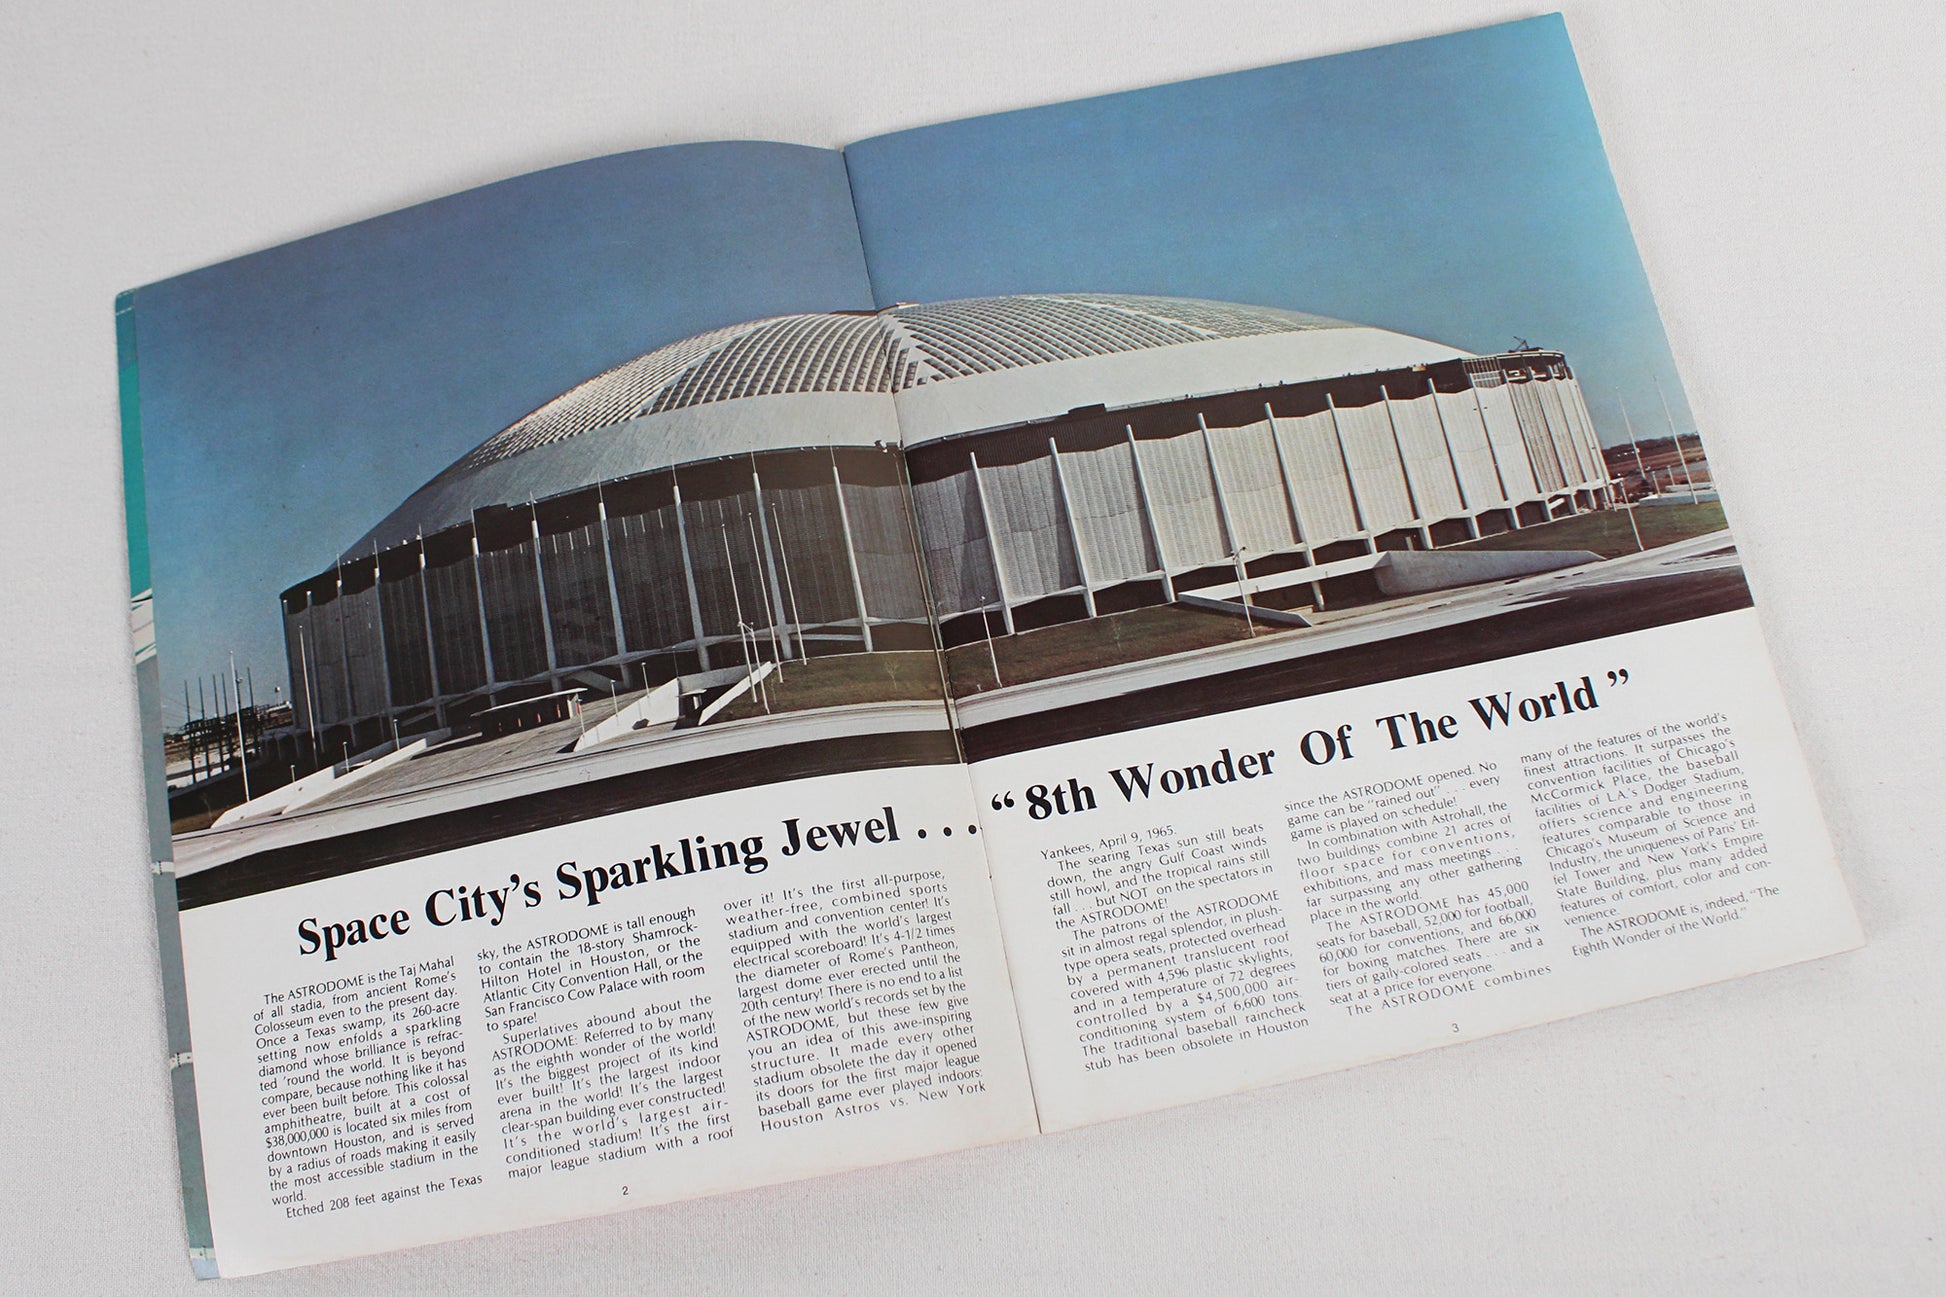 Space City's Sparkling Jewel . . .
The ASTRODOME is the Taj Mahal
of all stadia, from ancient Rome's
Colosseum even to the present day.
Once a Texas swamp, its 260-acre
setting now enfolds a sparkling
diamond whose brilliance is refrac-
ted 'round the world. It is beyond
compare, because nothing like it has
ever been built before. This colossal
amphitheatre, built at a cost of
$38,000,000 is located six miles from
downtown Houston, and is served
by a radius of roads making it easily
the most accessible stadium in the
world.
Etched 208 feet against the Texas
sky, the ASTRODOME is tall enough
to contain the 18-story Shamrock-
Hilton Hotel in Houston, or the
Atlantic City Convention Hall, or the
San Francisco Cow Palace with room
to spare!
Superlatives abound about the
ASTRODOME: Referred to by many
as the eighth wonder of the world!
It's the biggest project of its kind
ever built! It's the largest indoor
arena in the world! It's the largest
clear-span building ever constructed!
It's the world's largest air-
conditioned stadium! It's the first
major league stadium with a roof
over it! It's the first all-purpose,
weather-free, combined sports
stadium and convention center! It's
equipped with the world's largest
electrical scoreboard! It's 4-1/2 times
the diameter of Rome's Pantheon,
largest dome ever erected until the
20th century! There is no end to a list
of the new world's records set by the
ASTRODOME, but these few give
you an idea of this awe-inspiring
structure. It made every other
stadium obsolete the day it opened
its doors for the first major league
baseball game ever played indoors:
Houston Astros vs. New York
2
“8th Wonder Of The World”
Yankees, April 9, 1965.
The searing Texas sun still beats
down, the angry Gulf Coast winds
still howl, and the tropical rains still
fall . . . but NOT on the spectators in
the ASTRODOME!
The patrons of the ASTRODOME
sit in almost regal splendor, in plush-
type opera seats, protected overhead
by a permanent translucent roof
covered with 4,596 plastic skylights,
and in a temperature of 72 degrees
controlled by a $4,500,000 air-
conditioning system of 6,600 tons.
The traditional baseball raincheck
stub has been obsolete in Houston
since the ASTRODOME opened. No
game can be "rained out" . . . every
game is played on schedule!
In combination with Astrohall, the
two buildings combine 21 acres of
floor space for conventions,
exhibitions, and mass meetings . . .
far surpassing any other gathering
place in the world.
The ASTRODOME has 45,000
seats for baseball, 52,000 for football,
60,000 for conventions, and 66,000
for boxing matches. There are six
tiers of gaily-colored seats . . . and a
seat at a price for everyone.
The ASTRODOME combines
many of the features of the world's
finest attractions. It surpasses the
convention facilities of Chicago's
McCormick Place, the baseball
facilities of L.A.'s Dodger Stadium,
offers science and engineering
features comparable to those in
Chicago's Museum of Science and
Industry, the uniqueness of Paris' Eif-
fel Tower and New York's Empire
State Building, plus many added
features of comfort, color and con-
venience.
The ASTRODOME is, indeed, "The
Eighth Wonder of the World."
3